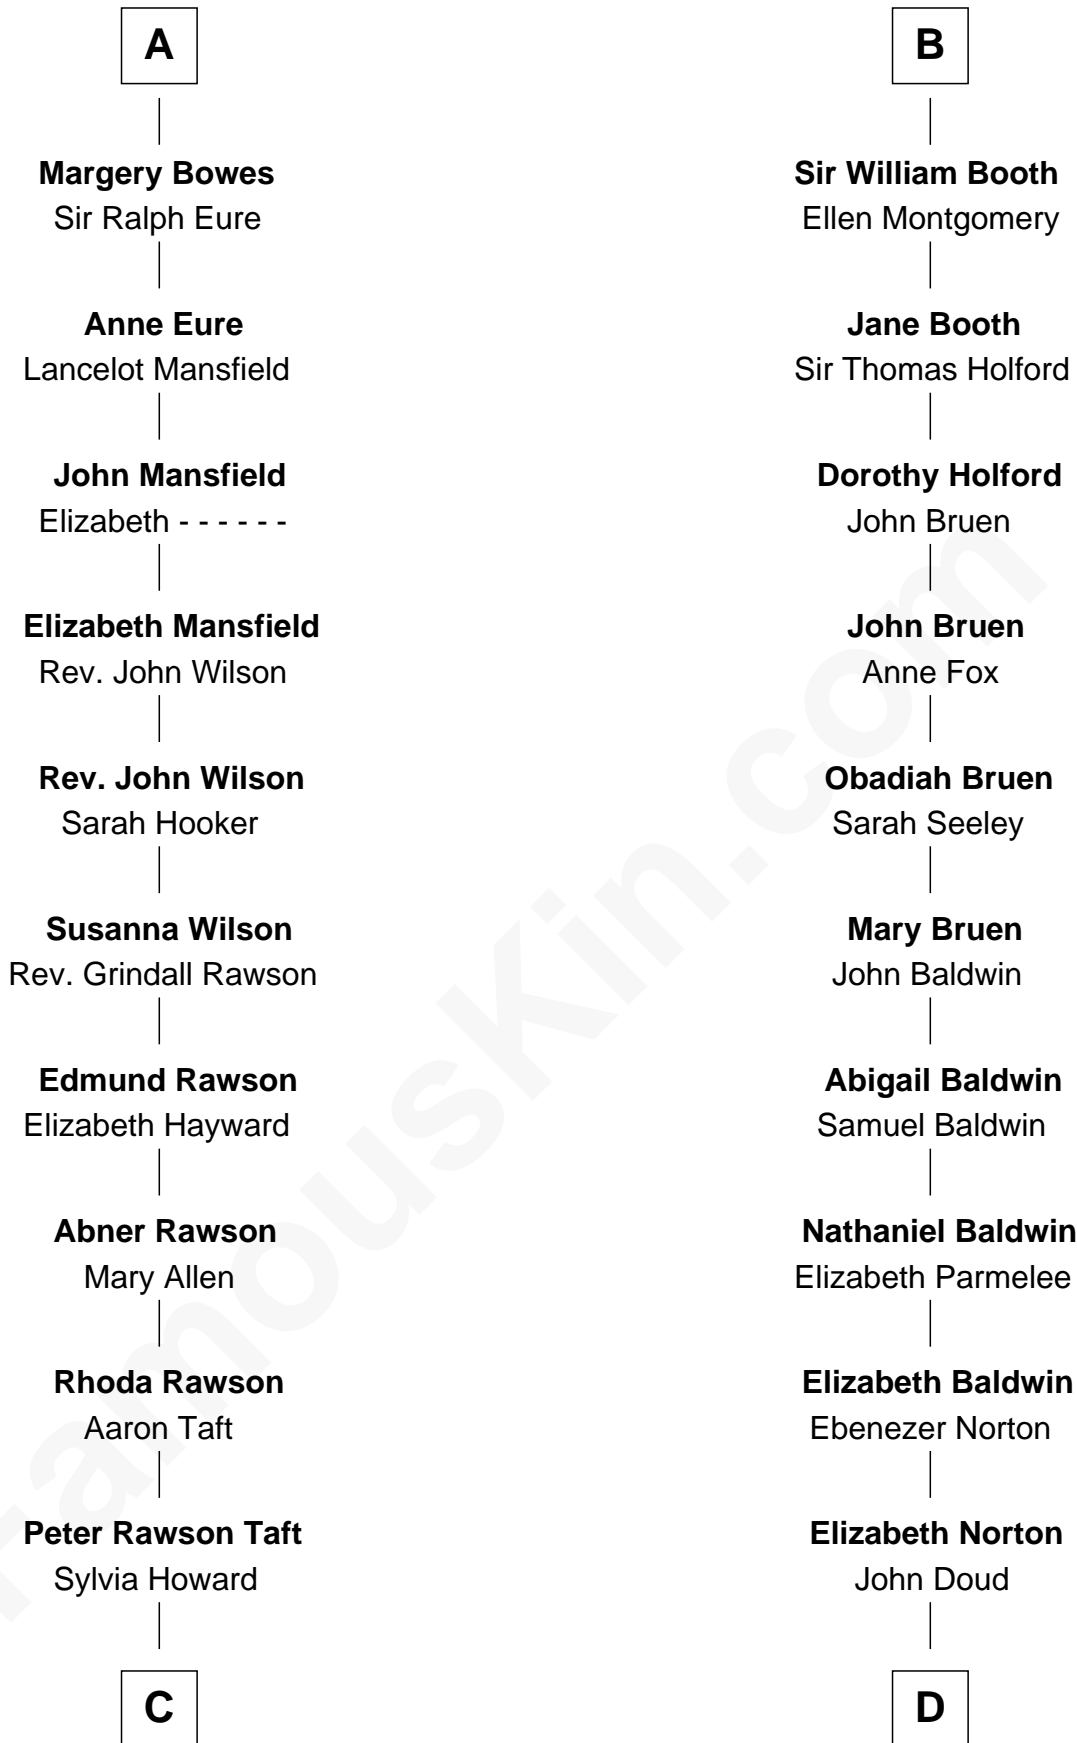 A
Margery Bowes
Sir Ralph Eure
Anne Eure
Lancelot Mansfield
John Mansfield
Elizabeth - - - - - -
Elizabeth Mansfield
Rev. John Wilson
Rev. John Wilson
Sarah Hooker
Susanna Wilson
Rev. Grindall Rawson
Edmund Rawson
Elizabeth Hayward
Abner Rawson
Mary Allen
Rhoda Rawson
Aaron Taft
Peter Rawson Taft
Sylvia Howard
C
B
Sir William Booth
Ellen Montgomery
Jane Booth
Sir Thomas Holford
Dorothy Holford
John Bruen
John Bruen
Anne Fox
Obadiah Bruen
Sarah Seeley
Mary Bruen
John Baldwin
Abigail Baldwin
Samuel Baldwin
Nathaniel Baldwin
Elizabeth Parmelee
Elizabeth Baldwin
Ebenezer Norton
Elizabeth Norton
John Doud
D
FamousKin.com